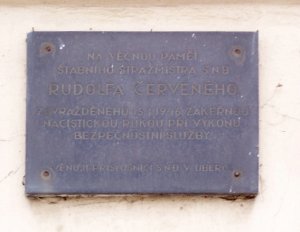 NA VĚČNOU PAMĚŤ
ŠTÁBNÍHO STRÁŽMISTRA SNB
RUDOLFA ČERVENÉHO
ZAVRAŽDĚNÉHO ZÁKEŘNOU
NACISTICKOU RUKOU PŘI VÝKONU
BEZPEČNOSTNÍ SLUŽBY.
VĚNUJÍ PŘÍSLUŠNÍCI SNB V